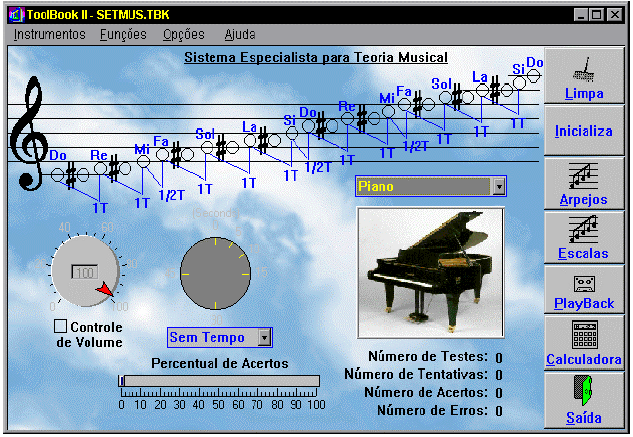 ToolBook II - SETMUS.TBK
Instrumentos Funções Opções Ajuda
Sistema Especialista para Teoria Musical
Do Re Mi Fa Sol La Si Do Re Mi Fa Sol La Si Do
1T 1T 1/2T 1T 1T 1T 1/2T 1T 1T 1/2T 1T 1T 1T
Limpa
Inicializa
Arpejos
Escalas
PlayBack
Calculadora
Saída
Piano
(Seconds)
0 40 60 80 100
100
Controle
de Volume
Sem Tempo
Percentual de Acertos
0 10 20 30 40 50 60 70 80 90 100
Número de Testes: 0
Número de Tentativas: 0
Número de Acertos: 0
Número de Erros: 0